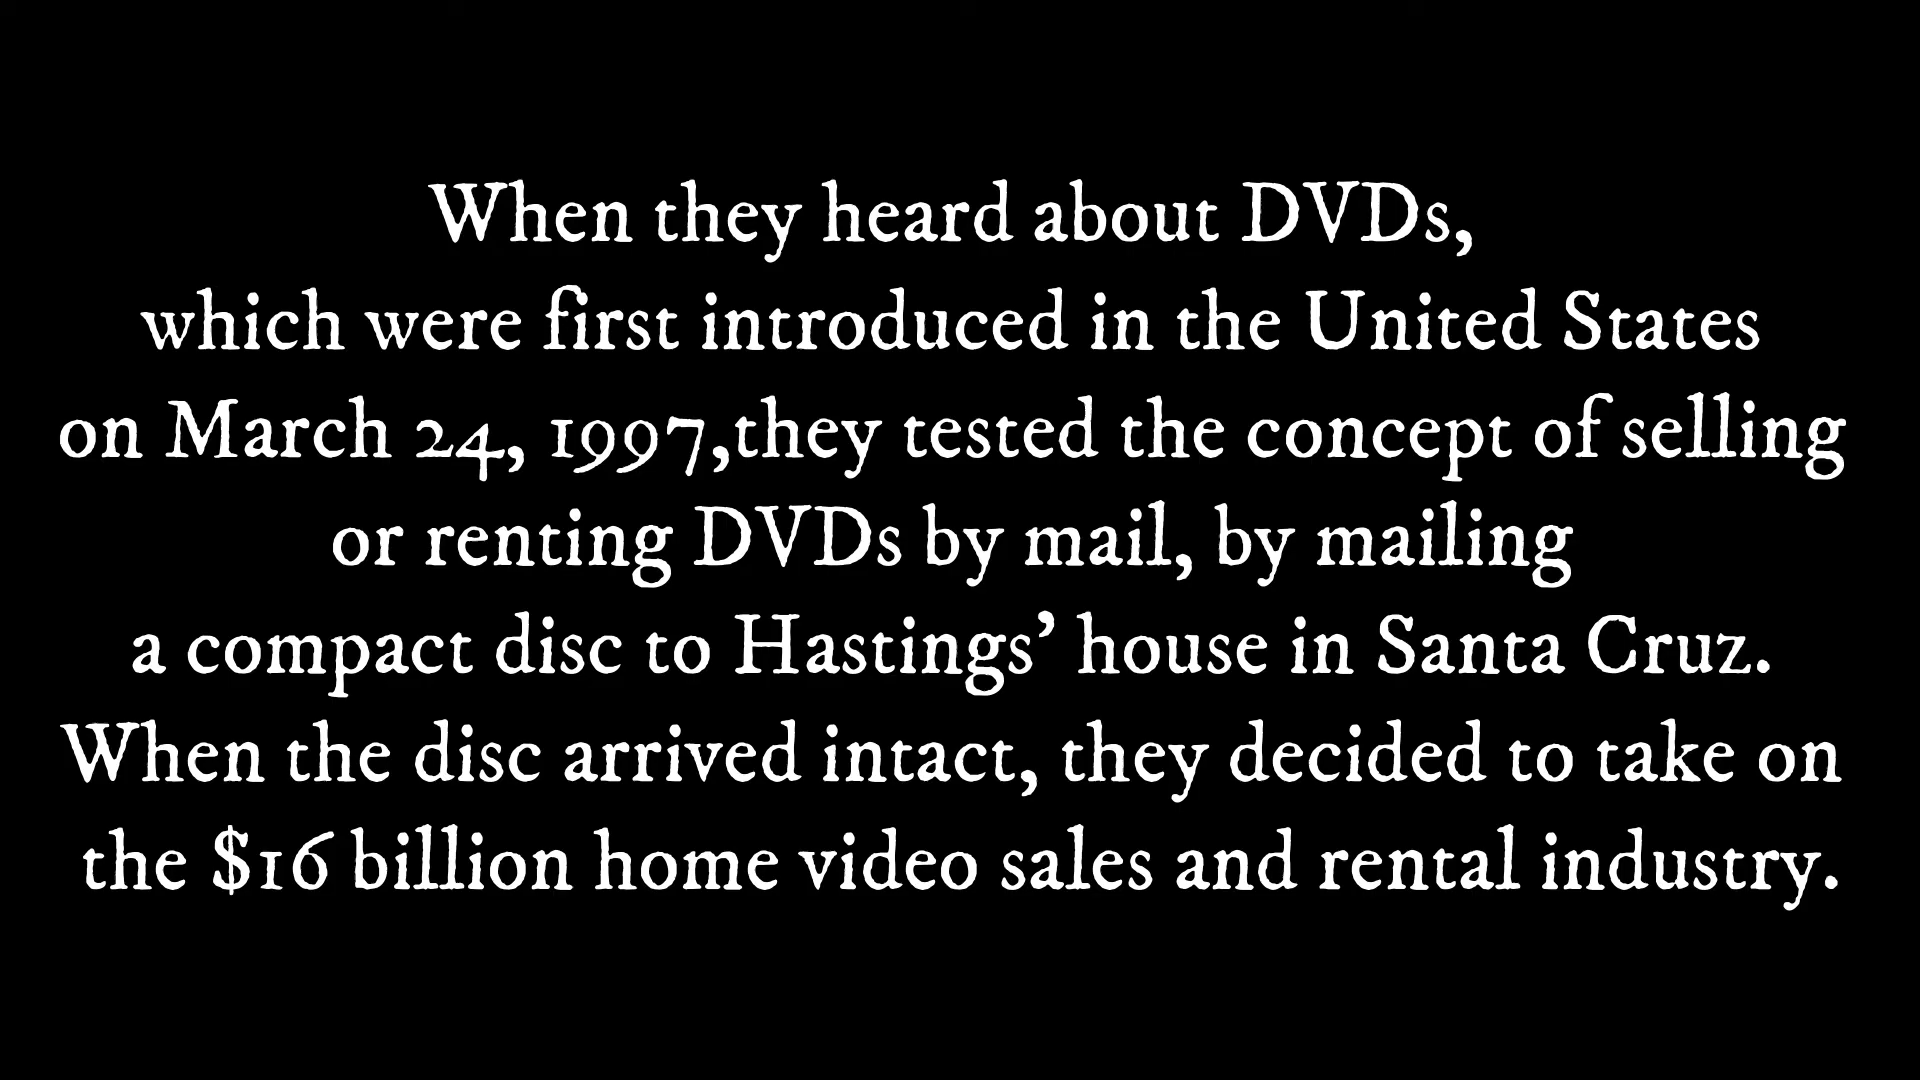 When they heard about DVDs,
which were first introduced in the United States
on March 24, 1997,they tested the concept of selling
or renting DVDs by mail, by mailing
a compact disc to Hastings’ house in Santa Cruz.
When the disc arrived intact, they decided to take on
the $16 billion home video sales and rental industry.